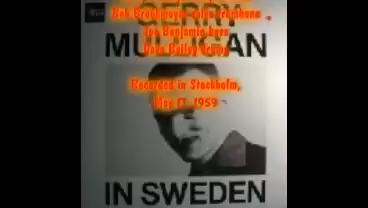 Bob Brookmeyer valve trombone
GERRY
Joe Benjamin bass
Dave Bailey drums
MULLIGAN
Recorded in Stockholm,
May 17, 1959
IN SWEDEN